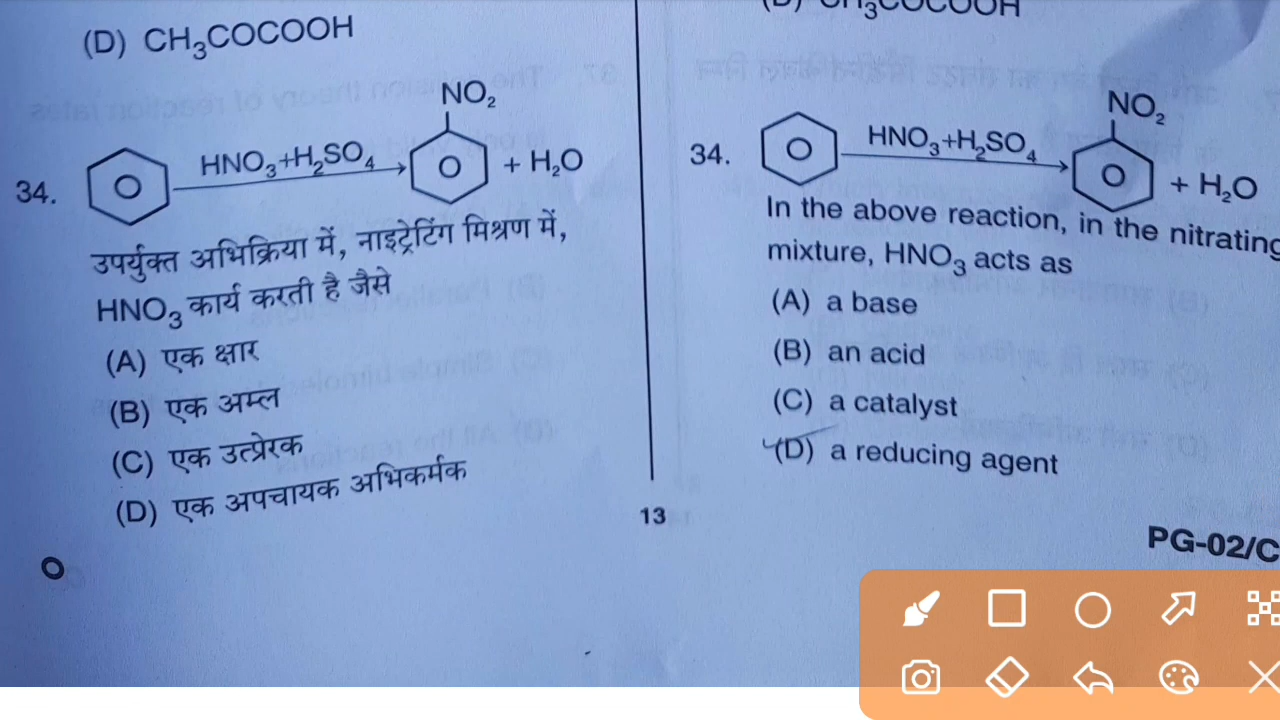 (D) CH₃COCOOH
34. HNO₃+H₂SO₄
NO₂
+ H₂O
उपर्युक्त अभिक्रिया में, नाइट्रेटिंग मिश्रण में,
HNO₃ कार्य करती है जैसे
(A) एक क्षार
(B) एक अम्ल
(C) एक उत्प्रेरक
(D) एक अपचायक अभिकर्मक
(D) CH₃COCOOH
34. HNO₃+H₂SO₄
NO₂
+ H₂O
In the above reaction, in the nitrating
mixture, HNO₃ acts as
(A) a base
(B) an acid
(C) a catalyst
(D) a reducing agent
13
PG-02/C